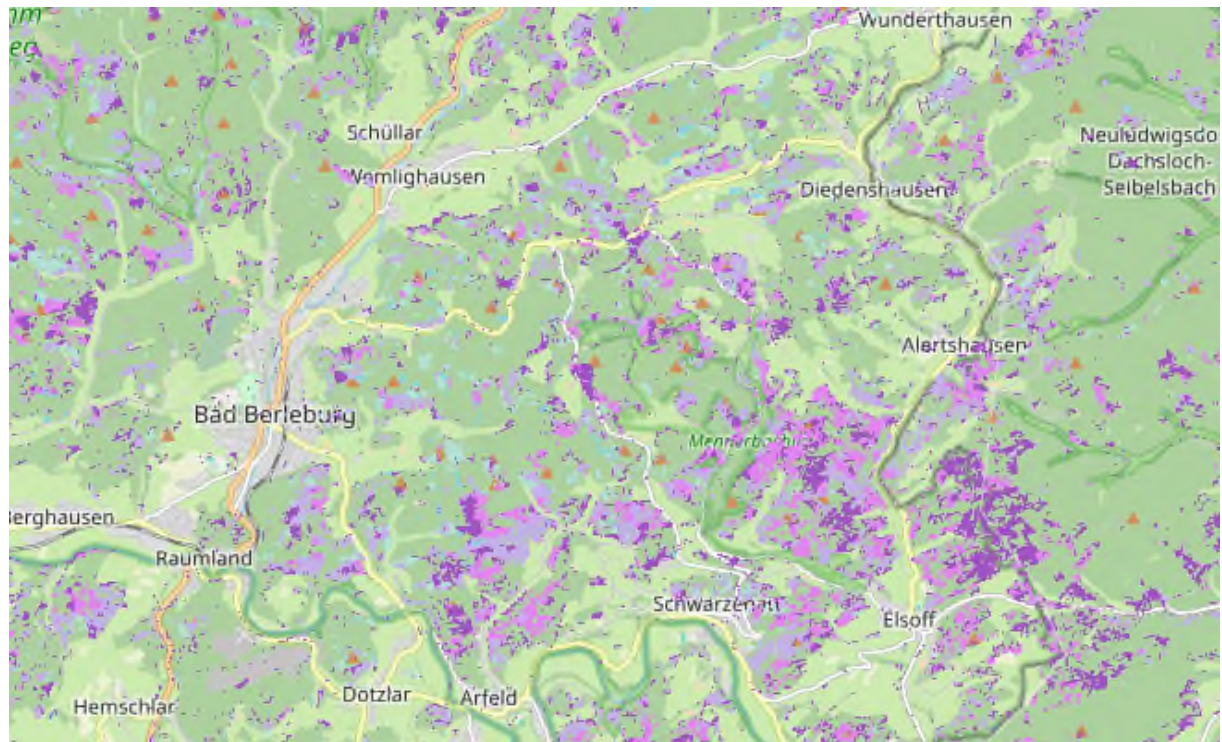 Wunderthausen
Schüllar
Wemlighausen
Neuludwigsdo
Dachsloch-
Seibelsbach
Diedenshausen
Alertshausen
Bad Berleburg
Berghausen
Raumland
Schwarzenau
Elsoff
Hemschlar
Dotzlar
Arfeld